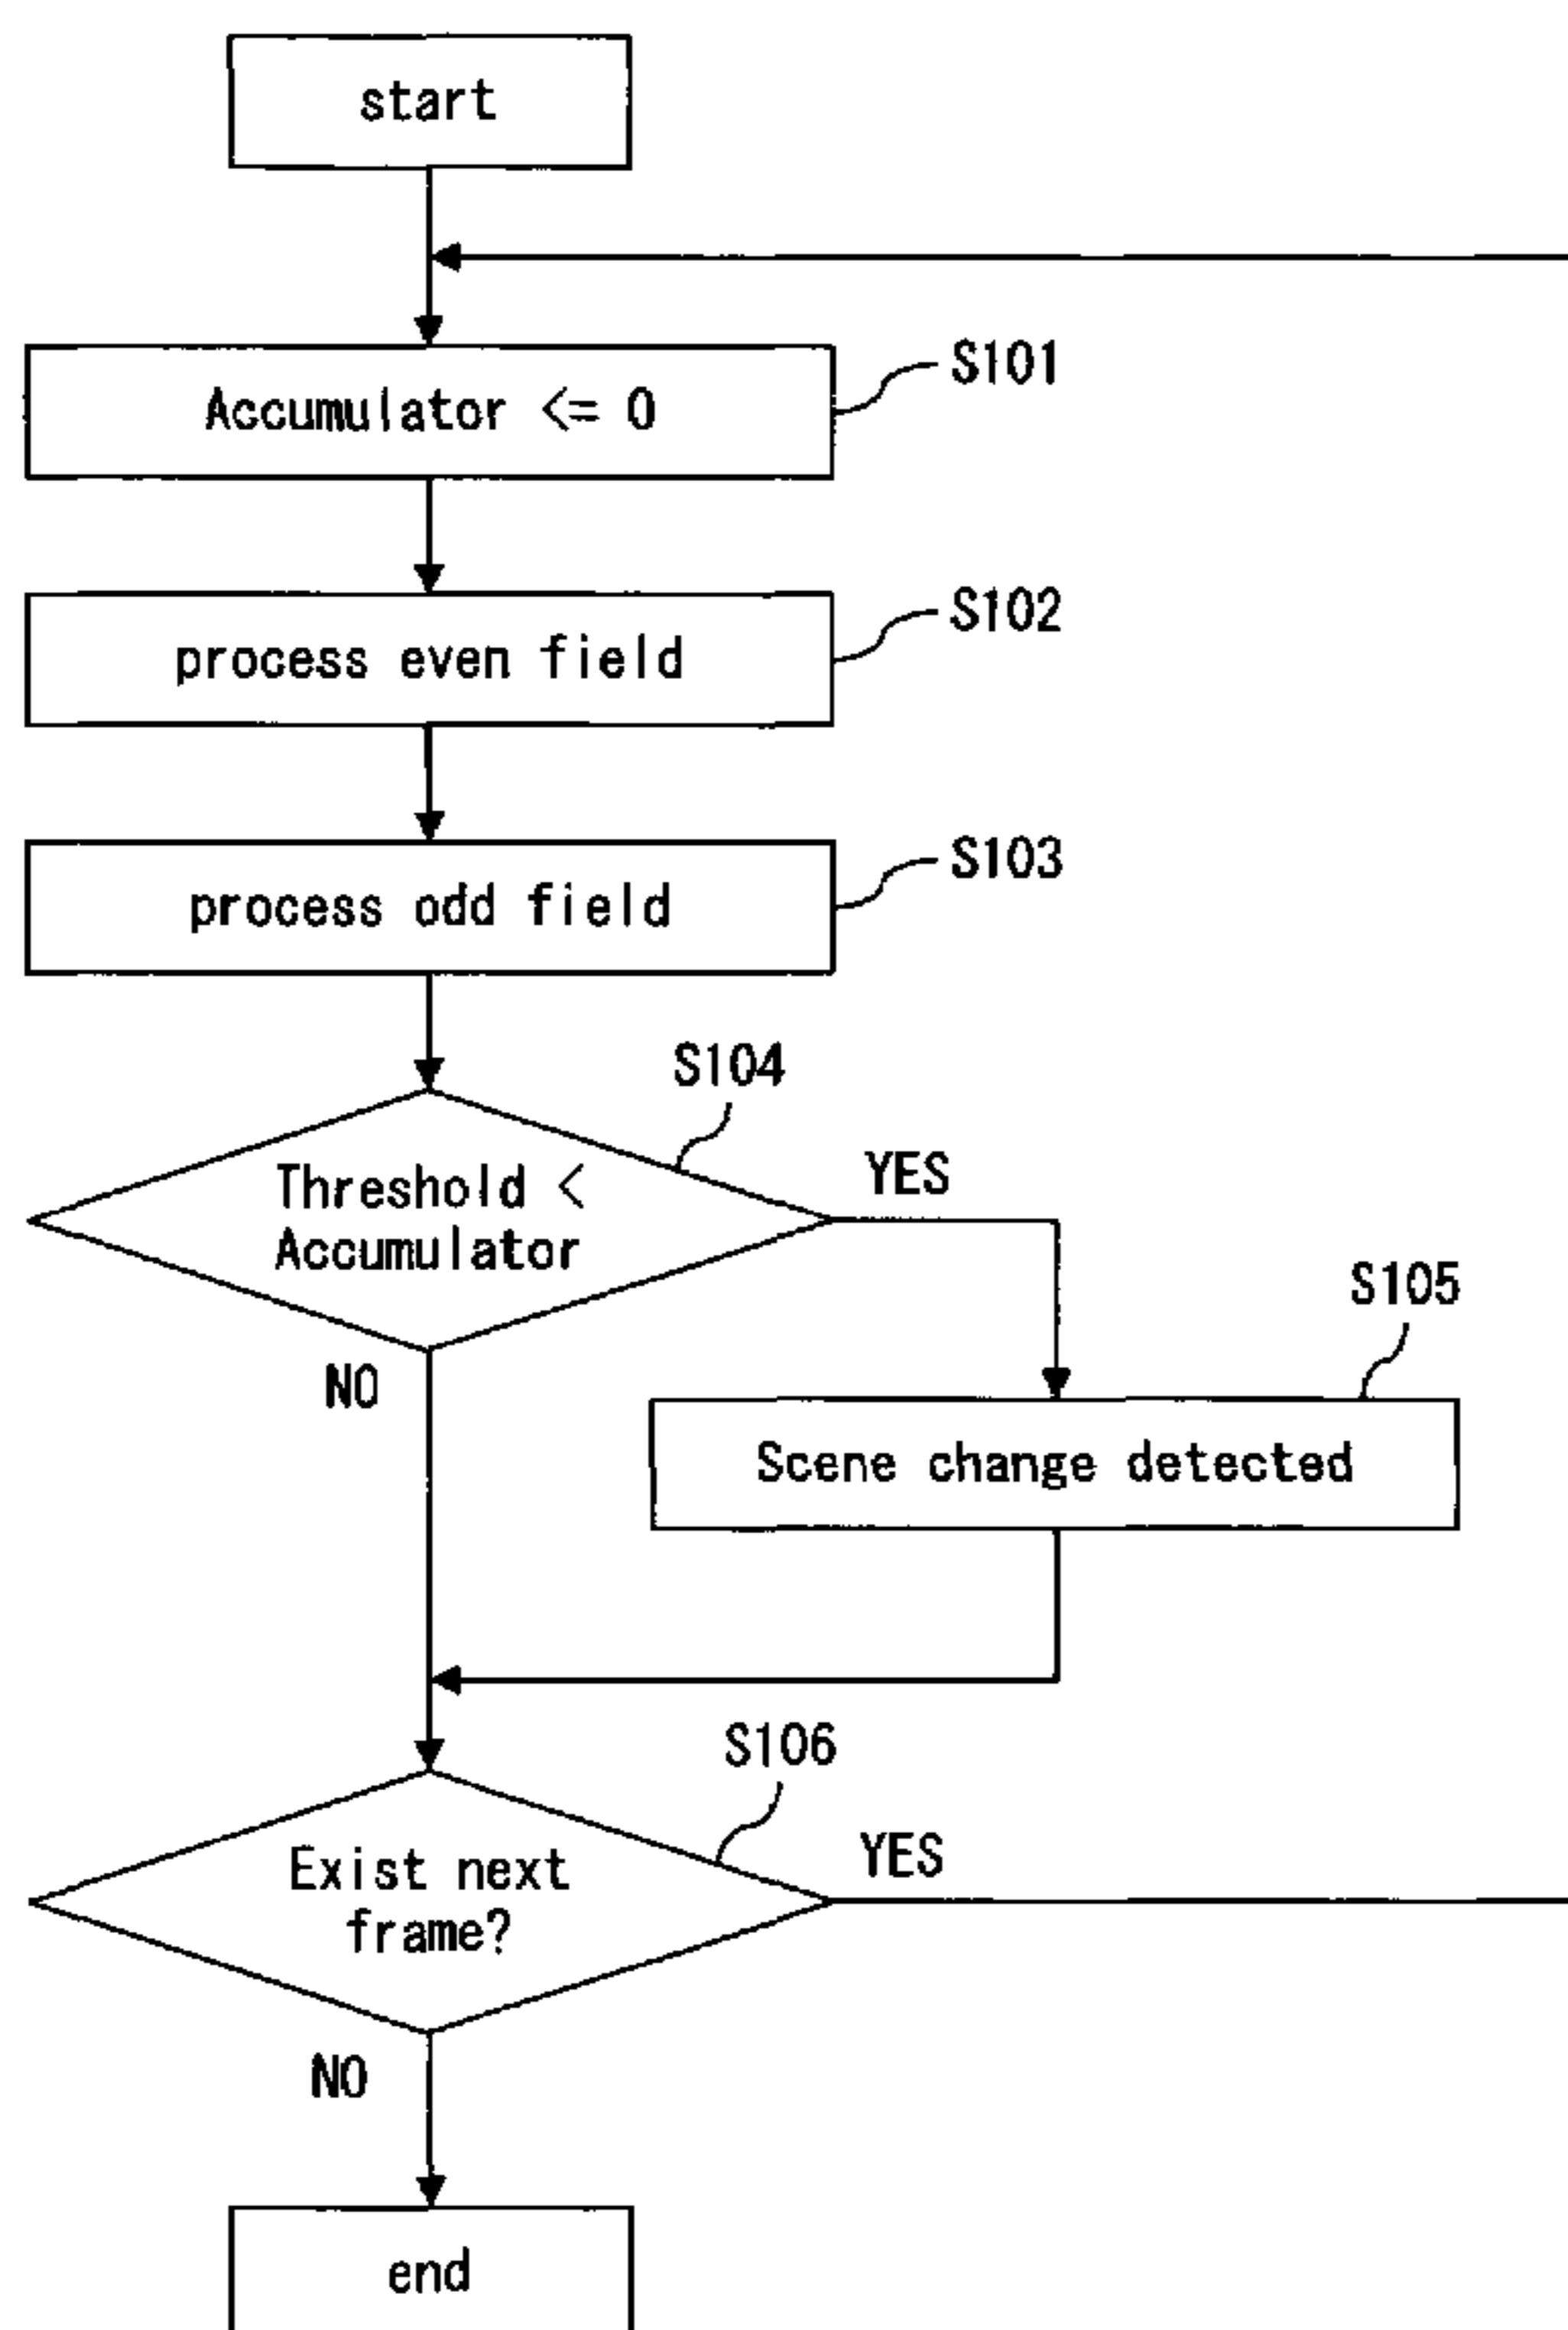 start
Accumulator <= 0
S101
process even field
S102
process odd field
S103
S104
Threshold <
Accumulator
YES
NO
S105
Scene change detected
S106
Exist next
frame?
YES
NO
end